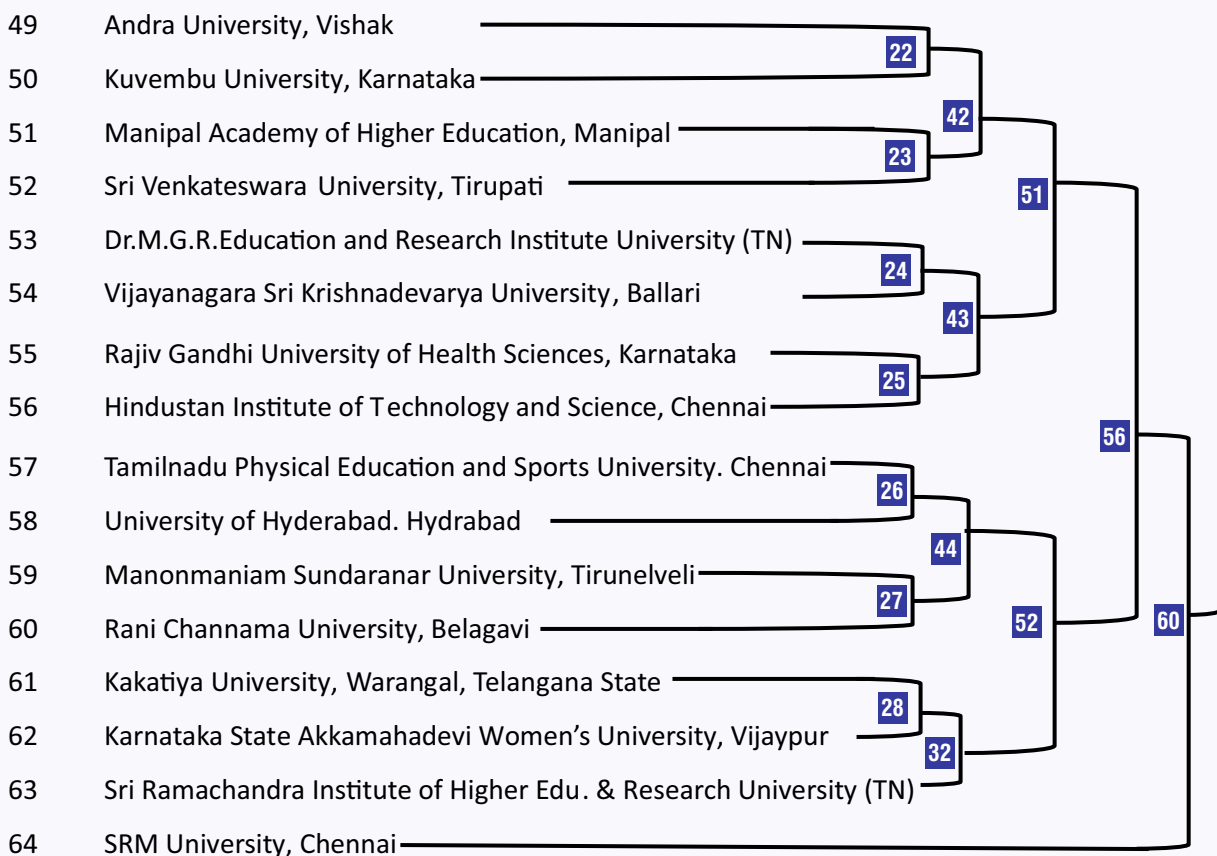 49 Andra University, Vishak
22
50 Kuvembu University, Karnataka
42
51 Manipal Academy of Higher Education, Manipal
23
52 Sri Venkateswara University, Tirupati
51
53 Dr.M.G.R.Education and Research Institute University (TN)
24
54 Vijayanagara Sri Krishnadevarya University, Ballari
43
55 Rajiv Gandhi University of Health Sciences, Karnataka
25
56 Hindustan Institute of Technology and Science, Chennai
56
57 Tamilnadu Physical Education and Sports University. Chennai
26
58 University of Hyderabad. Hydrabad
44
59 Manonmaniam Sundaranar University, Tirunelveli
27
60 Rani Channama University, Belagavi
52
60
61 Kakatiya University, Warangal, Telangana State
28
62 Karnataka State Akkamahadevi Women’s University, Vijaypur
32
63 Sri Ramachandra Institute of Higher Edu. & Research University (TN)
64 SRM University, Chennai